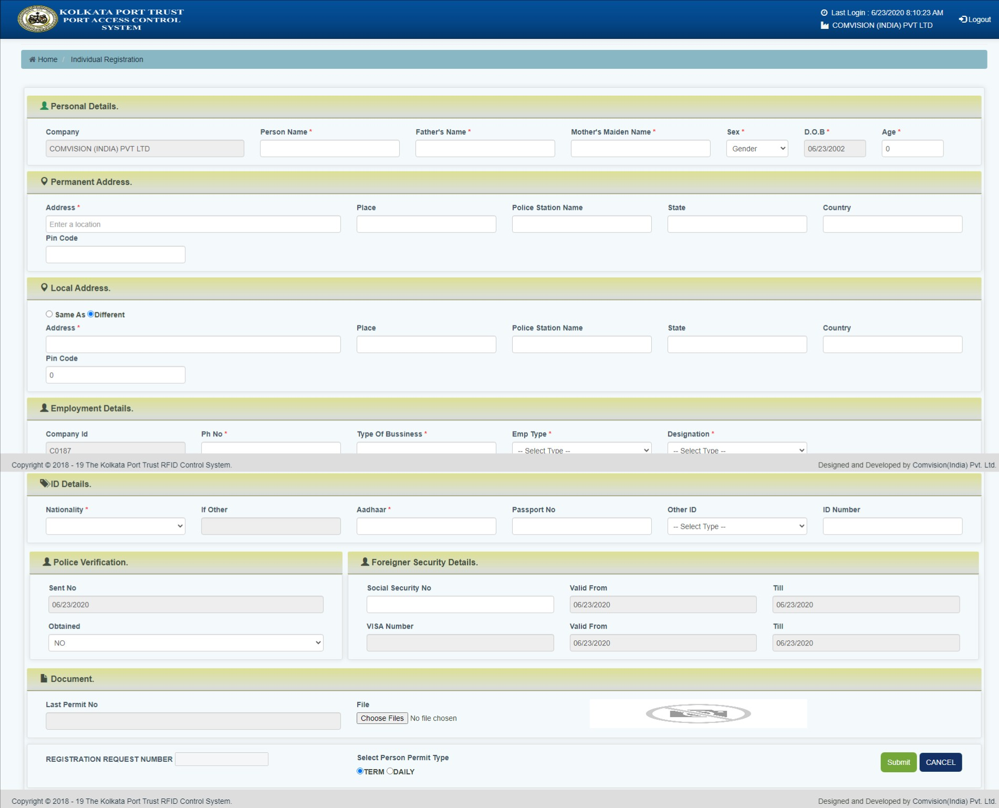 KOLKATA PORT TRUST
PORT ACCESS CONTROL
SYSTEM
Last Login : 6/23/2020 8:10:23 AM
COMVISION (INDIA) PVT LTD
Logout
Home / Individual Registration
Personal Details.
Company Person Name * Father's Name * Mother's Maiden Name * Sex * D.O.B * Age *
COMVISION (INDIA) PVT LTD Gender 06/23/2002 0
Permanent Address.
Address * Place Police Station Name State Country
Enter a location
Pin Code
Local Address.
Same As Different
Address * Place Police Station Name State Country
Pin Code
0
Employment Details.
Company Id Ph No * Type Of Bussiness * Emp Type * Designation *
C0187 -- Select Type -- -- Select Type --
Copyright © 2018 - 19 The Kolkata Port Trust RFID Control System. Designed and Developed by Comvision(India) Pvt. Ltd.
ID Details.
Nationality * If Other Aadhaar * Passport No Other ID ID Number
-- Select Type --
Police Verification.
Sent No
06/23/2020
Obtained
NO
Foreigner Security Details.
Social Security No Valid From Till
06/23/2020 06/23/2020
VISA Number Valid From Till
06/23/2020 06/23/2020
Document.
Last Permit No File
Choose Files No file chosen
REGISTRATION REQUEST NUMBER
Select Person Permit Type
TERM DAILY
Submit CANCEL
Copyright © 2018 - 19 The Kolkata Port Trust RFID Control System. Designed and Developed by Comvision(India) Pvt. Ltd.